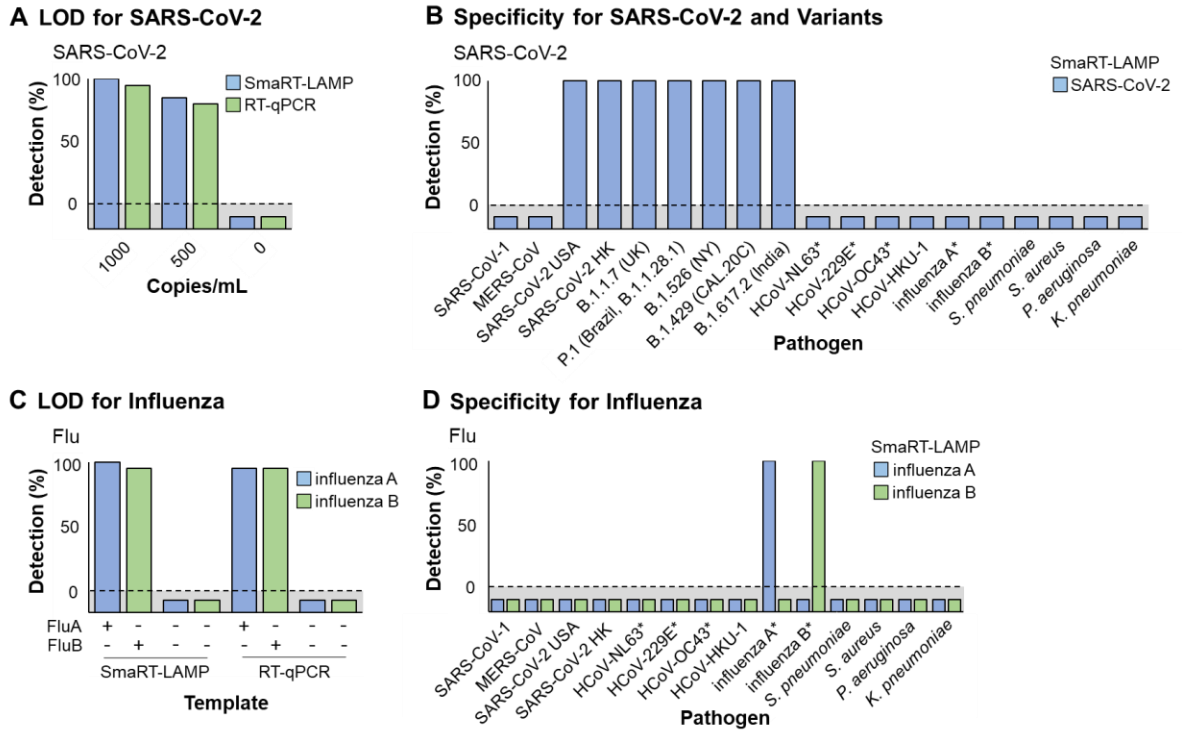 A LOD for SARS-CoV-2
SARS-CoV-2
Detection (%)
100
50
0
SmaRT-LAMP
RT-qPCR
1000
500
0
Copies/mL
B Specificity for SARS-CoV-2 and Variants
SARS-CoV-2
Detection (%)
100
50
0
SmaRT-LAMP
SARS-CoV-2
SARS-CoV-1
MERS-CoV
SARS-CoV-2 USA
SARS-CoV-2 HK
B.1.1.7 (UK)
P.1 (Brazil, B.1.1.28.1)
B.1.526 (NY)
B.1.429 (CAL.20C)
B.1.617.2 (India)
HCoV-NL63*
HCoV-229E*
HCoV-OC43*
HCoV-HKU-1
influenza A*
influenza B*
S. pneumoniae
S. aureus
P. aeruginosa
K. pneumoniae
Pathogen
C LOD for Influenza
Flu
Detection (%)
100
50
0
influenza A
influenza B
FluA + - - - + - - -
FluB - + - - - + - -
SmaRT-LAMP RT-qPCR
Template
D Specificity for Influenza
Flu
Detection (%)
100
50
0
SmaRT-LAMP
influenza A
influenza B
SARS-CoV-1
MERS-CoV
SARS-CoV-2 USA
SARS-CoV-2 HK
HCoV-NL63*
HCoV-229E*
HCoV-OC43*
HCoV-HKU-1
influenza A*
influenza B*
S. pneumoniae
S. aureus
P. aeruginosa
K. pneumoniae
Pathogen